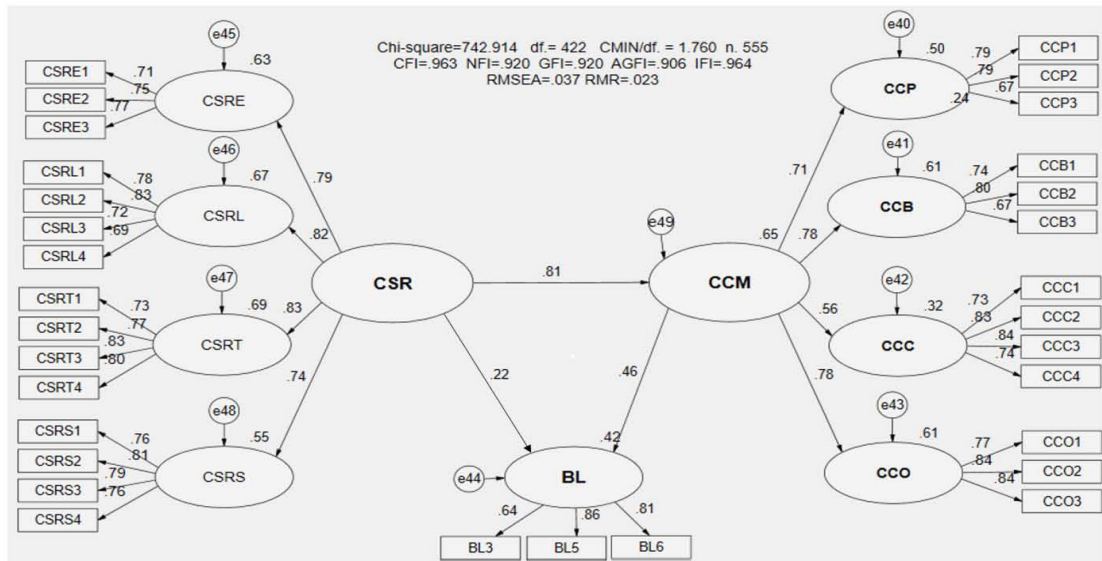 Chi-square=742.914 df.= 422 CMIN/df. = 1.760 n. 555
CFI=.963 NFI=.920 GFI=.920 AGFI=.906 IFI=.964
RMSEA=.037 RMR=.023
e45
.63
CSRE1
.71
CSRE2
.75
CSRE3
.77
CSRE
.79
e46
.67
CSRL1
.78
CSRL2
.83
CSRL3
.72
CSRL4
.69
CSRL
.82
e47
.69
CSRT1
.73
CSRT2
.77
CSRT3
.83
CSRT4
.80
CSRT
.83
e48
.55
CSRS1
.76
CSRS2
.81
CSRS3
.79
CSRS4
.76
CSRS
.74
CSR
.81
.22
e49
.65
CCM
.46
e44
.42
BL
.64
.86
.81
BL3
BL5
BL6
e40
.50
CCP
.24
.71
.79
CCP1
.79
CCP2
.67
CCP3
e41
.61
CCB
.78
.74
CCB1
.80
CCB2
.67
CCB3
e42
.32
CCC
.56
.73
CCC1
.83
CCC2
.84
CCC3
.74
CCC4
e43
.61
CCO
.78
.77
CCO1
.84
CCO2
.84
CCO3